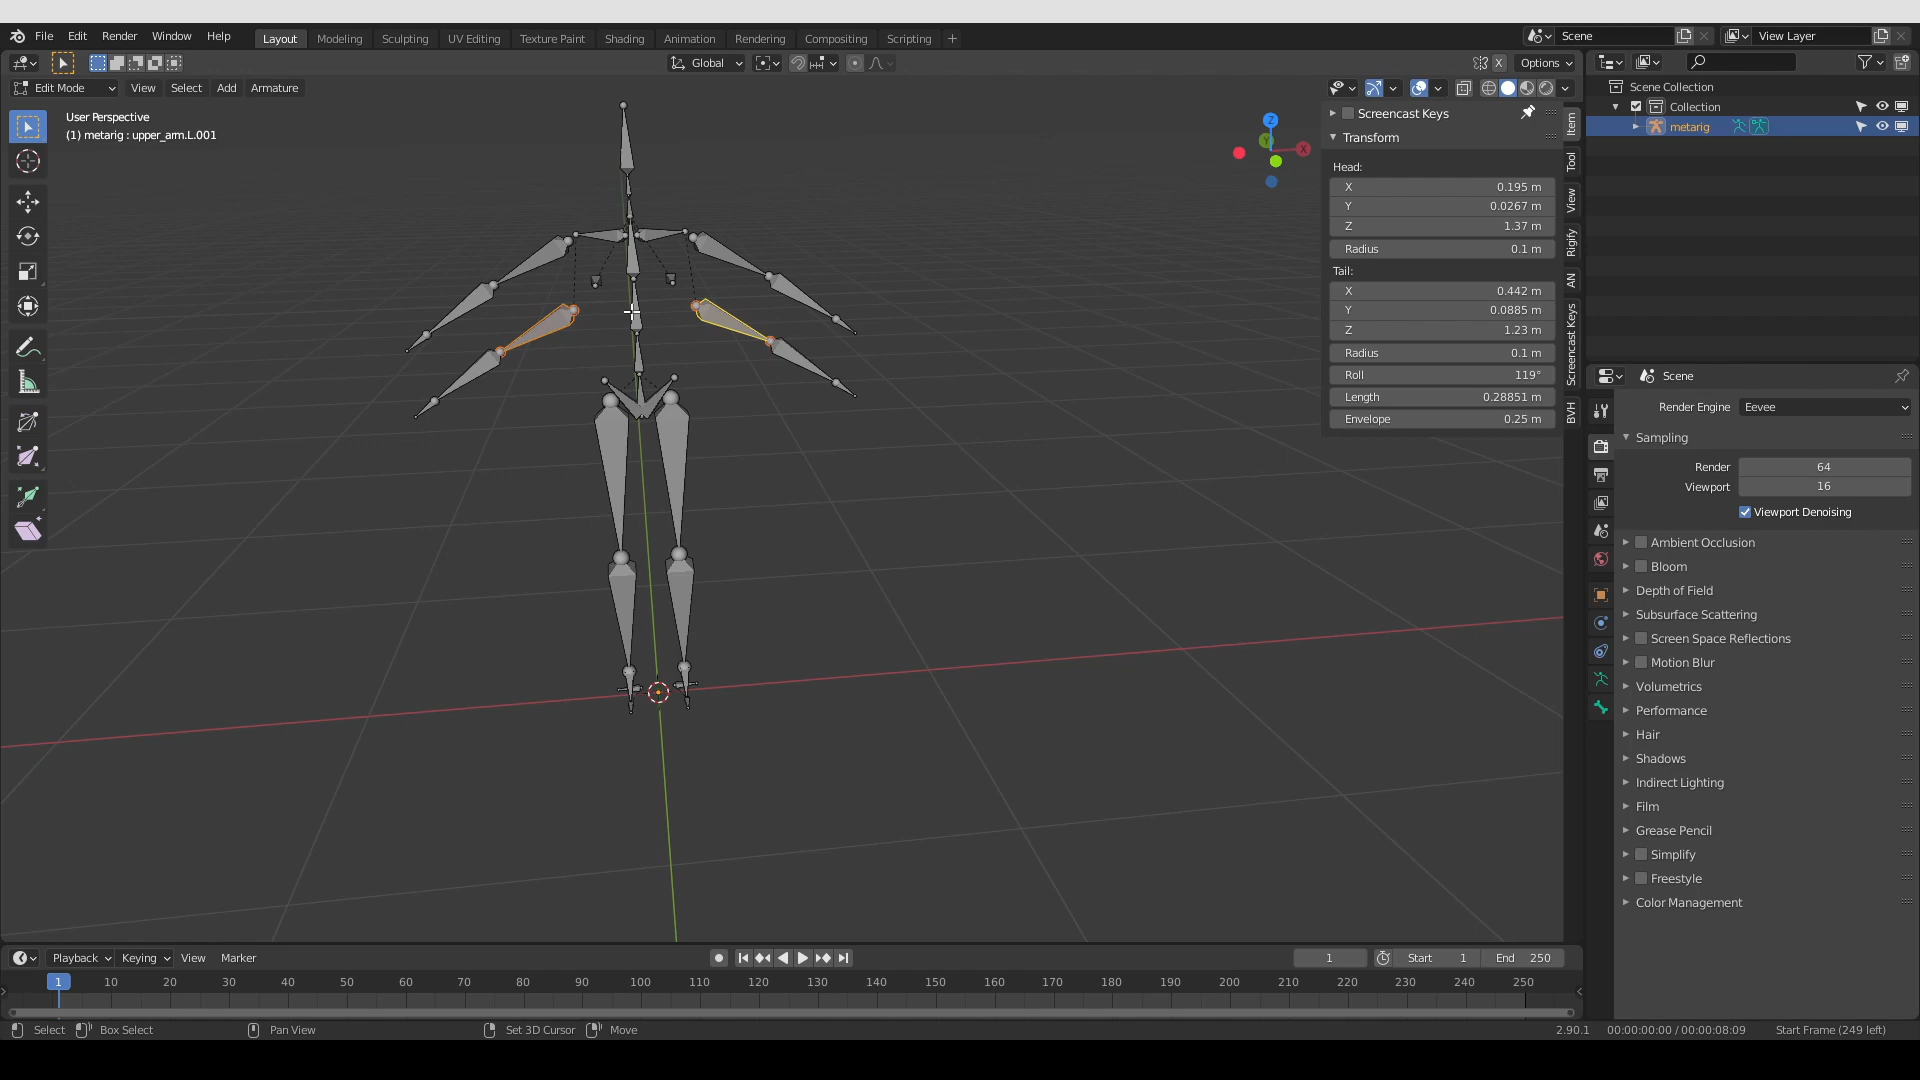 File Edit Render Window Help Layout Modeling Sculpting UV Editing Texture Paint Shading Animation Rendering Compositing Scripting + Scene View Layer
Global X Options
Edit Mode View Select Add Armature
User Perspective
(1) metarig : upper_arm.L.001
Z
Y
X
Screencast Keys
Transform
Head:
X 0.195 m
Y 0.0267 m
Z 1.37 m
Radius 0.1 m
Tail:
X 0.442 m
Y 0.0885 m
Z 1.23 m
Radius 0.1 m
Roll 119°
Length 0.28851 m
Envelope 0.25 m
Item
Tool
View
Rigify
AN
Screencast Keys
BVH
Scene Collection
Collection
metarig
Scene
Render Engine Eevee
Sampling
Render 64
Viewport 16
Viewport Denoising
Ambient Occlusion
Bloom
Depth of Field
Subsurface Scattering
Screen Space Reflections
Motion Blur
Volumetrics
Performance
Hair
Shadows
Indirect Lighting
Film
Grease Pencil
Simplify
Freestyle
Color Management
Playback Keying View Marker 1 Start 1 End 250
1 10 20 30 40 50 60 70 80 90 100 110 120 130 140 150 160 170 180 190 200 210 220 230 240 250
Select Box Select Pan View Set 3D Cursor Move 2.90.1 00:00:00:00 / 00:00:08:09 Start Frame (249 left)